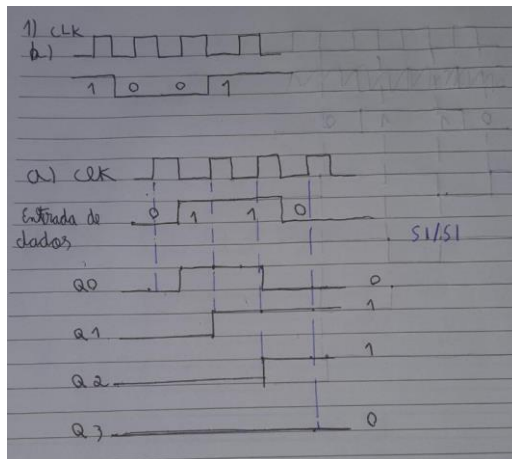 1) CLK
b)
1 0 0 1
a) CLK
Entrada de
dados
0 1 1 0
SI/SI
Q0 0
Q1 1
Q2 1
Q3 0